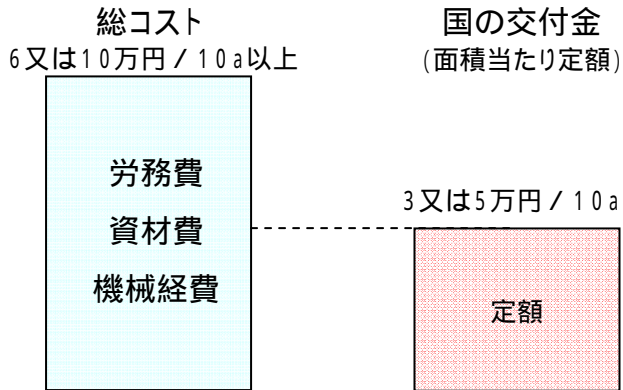 総コスト
6又は10万円/10a以上
労務費
資材費
機械経費
国の交付金
(面積当たり定額)
3又は5万円/10a
定額